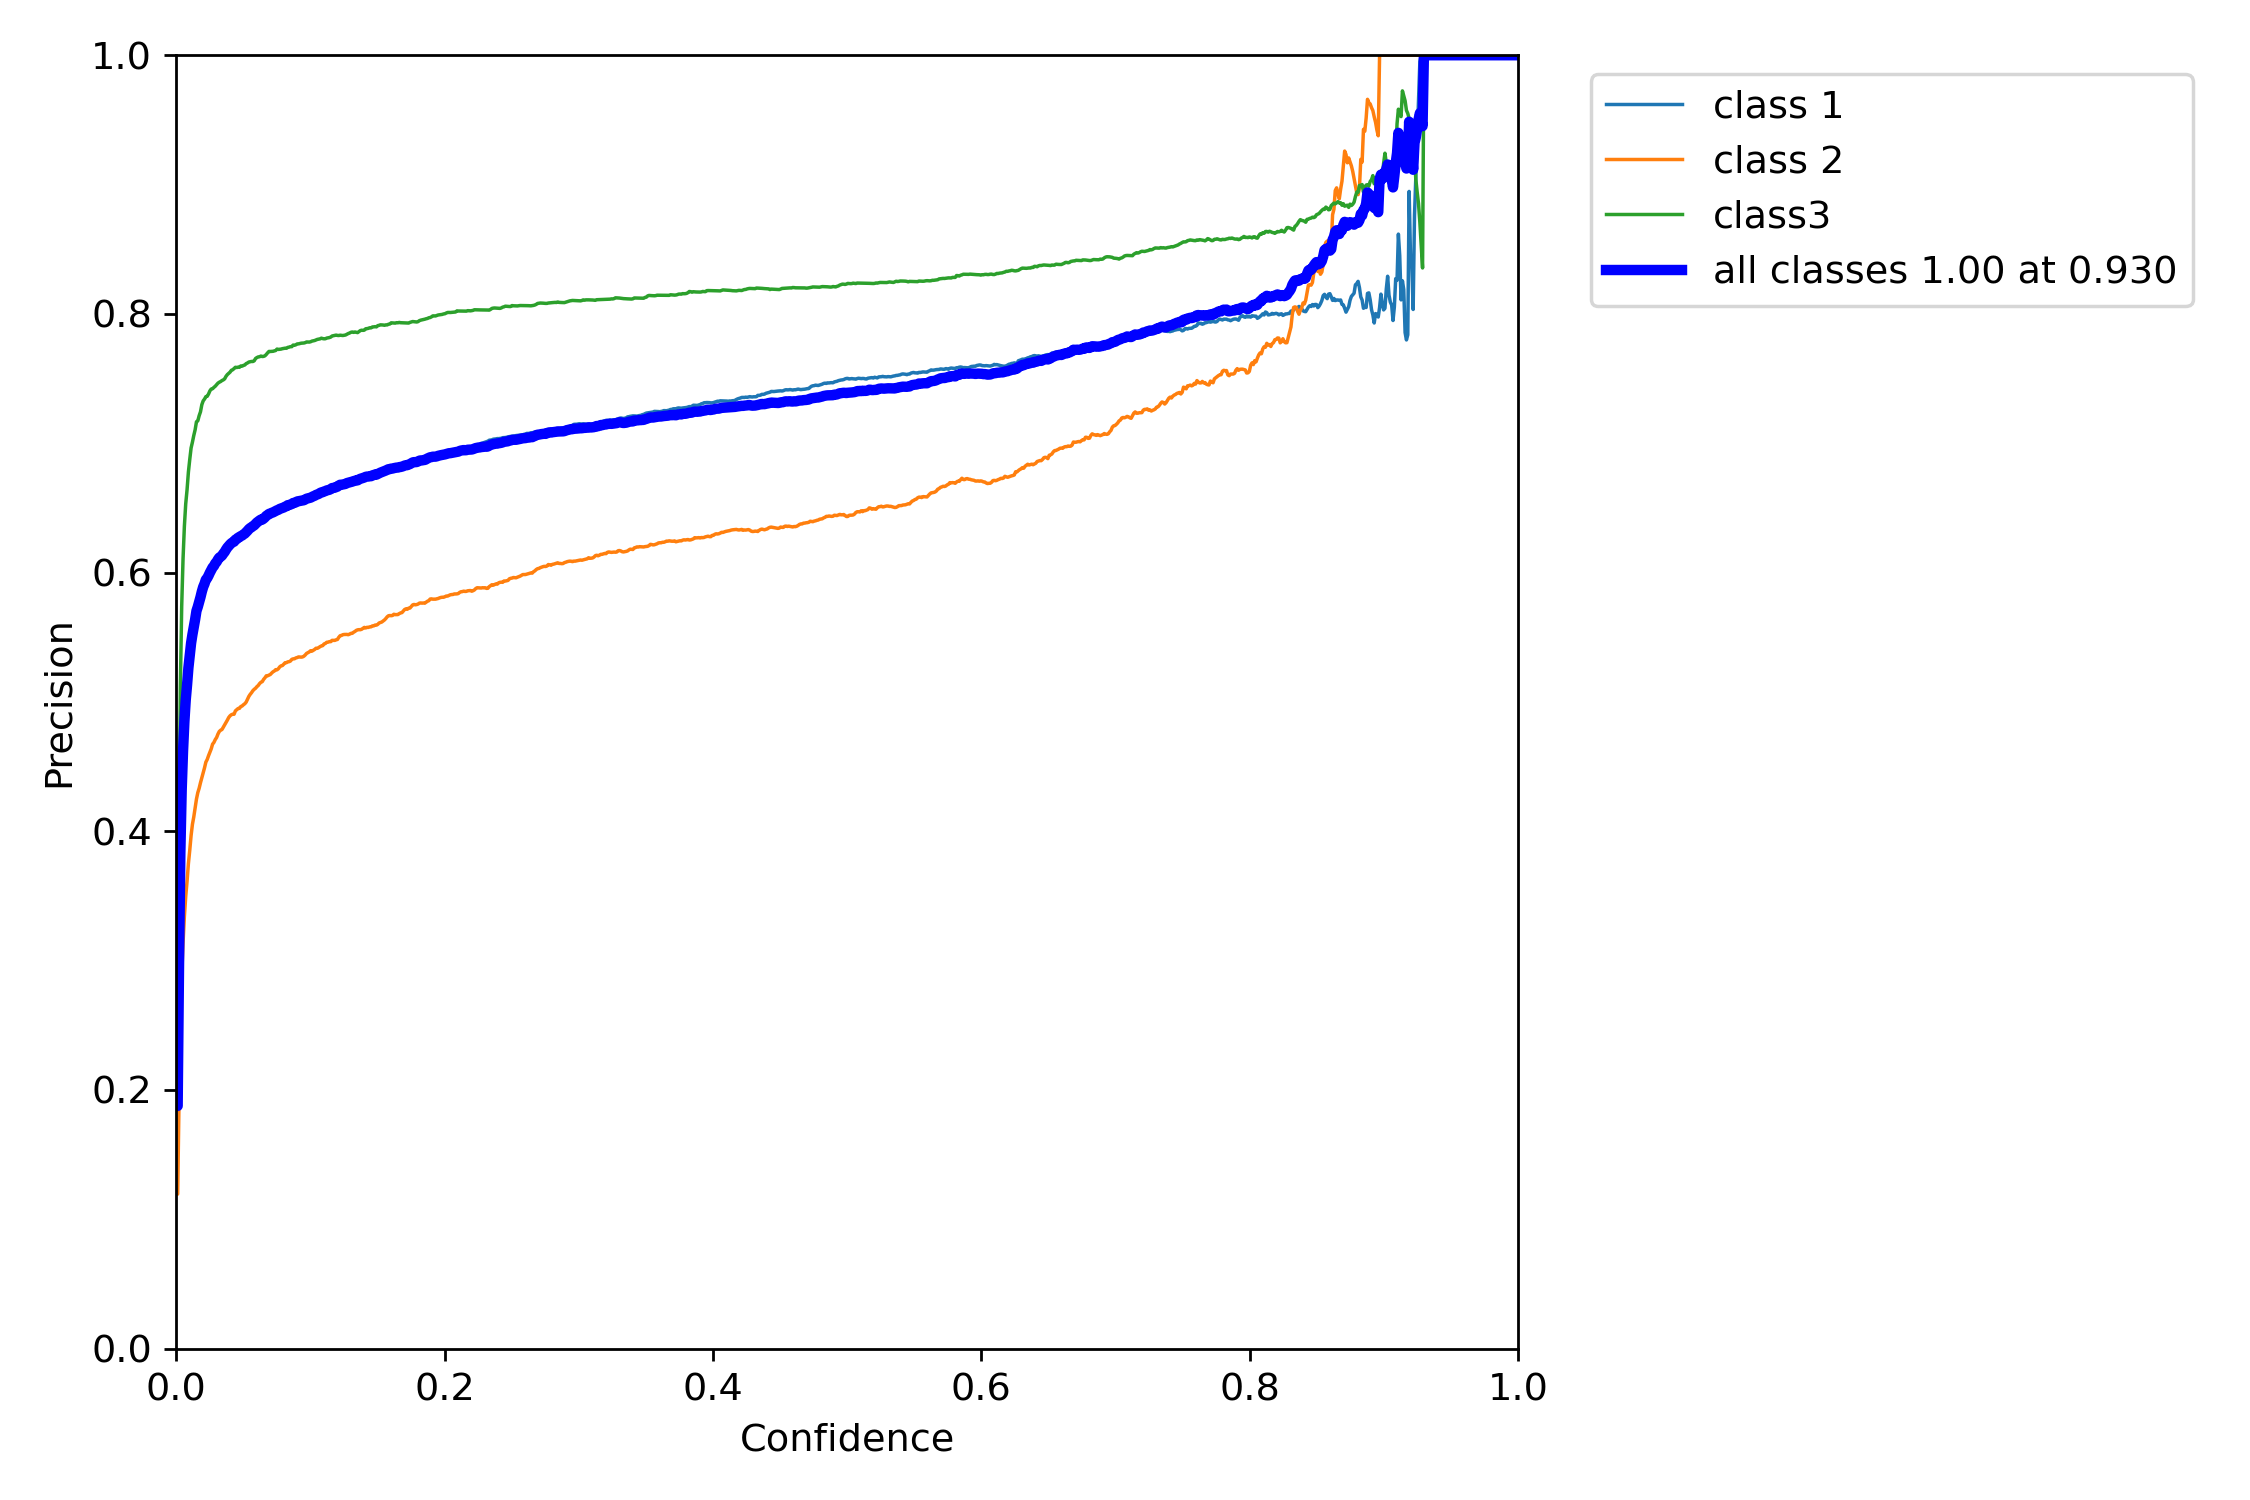 1.0
0.8
0.6
0.4
0.2
0.0
Precision
0.0 0.2 0.4 0.6 0.8 1.0
Confidence
class 1
class 2
class3
all classes 1.00 at 0.930